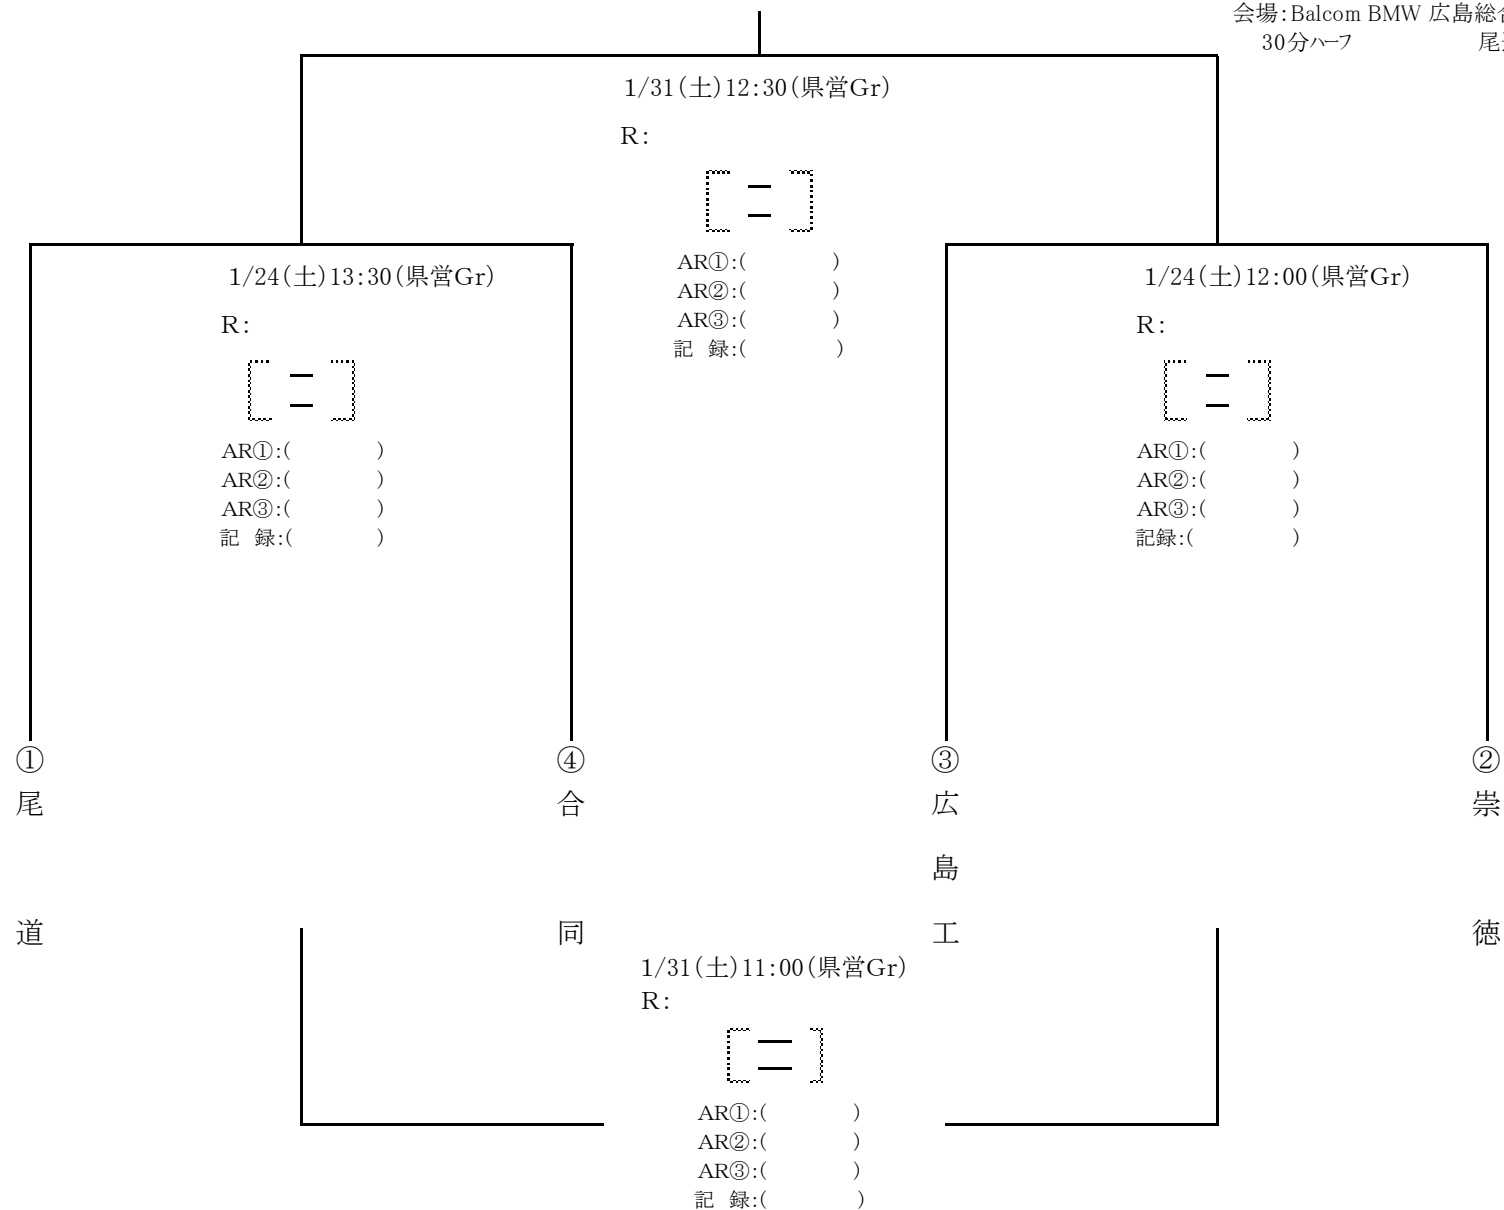 会場:Balcom BMW 広島総合
30分ハーフ 尾道
1/31(土)12:30(県営Gr)
R:
AR①:( )
AR②:( )
AR③:( )
記 録:( )
1/24(土)13:30(県営Gr)
R:
AR①:( )
AR②:( )
AR③:( )
記 録:( )
1/24(土)12:00(県営Gr)
R:
AR①:( )
AR②:( )
AR③:( )
記録:( )
①尾道
④合同
③広島工
②崇徳
1/31(土)11:00(県営Gr)
R:
AR①:( )
AR②:( )
AR③:( )
記 録:( )